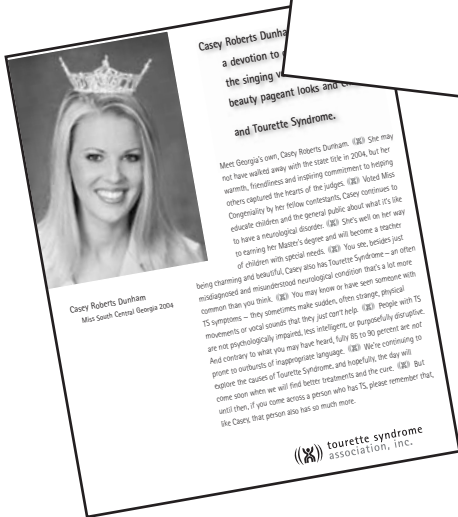 Casey Roberts Dunha
a devotion to
the singing v
beauty pageant looks and
and Tourette Syndrome.
Meet Georgia's own, Casey Roberts Dunham. She may
not have walked away with the state title in 2004, but her
warmth, friendliness and inspiring commitment to helping
others captured the hearts of the judges. Voted Miss
Congeniality by her fellow contestants, Casey continues to
educate children and the general public about what it's like
to have a neurological disorder. She's well on her way
to earning her Master's degree and will become a teacher
of children with special needs. You see, besides just
being charming and beautiful, Casey also has Tourette Syndrome – an often
misdiagnosed and misunderstood neurological condition that's a lot more
common than you think. You may know or have seen someone with
TS symptoms – they sometimes make sudden, often strange, physical
movements or vocal sounds that they just can't help. People with TS
are not psychologically impaired, less intelligent, or purposefully disruptive.
And contrary to what you may have heard, fully 85 to 90 percent are not
prone to outbursts of inappropriate language. We're continuing to
explore the causes of Tourette Syndrome, and hopefully, the day will
come soon when we will find better treatments and the cure. But
until then, if you come across a person who has TS, please remember that,
like Casey, that person also has so much more.
Casey Roberts Dunham
Miss South Central Georgia 2004
tourette syndrome
association, inc.